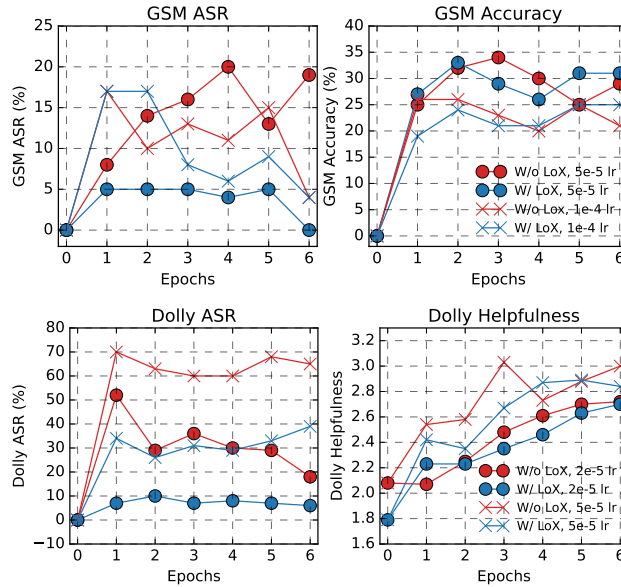 GSM ASR
GSM ASR (%)
25
20
15
10
5
0
0 1 2 3 4 5 6
Epochs
GSM Accuracy
GSM Accuracy (%)
40
35
30
25
20
15
10
5
0
W/o LoX, 5e-5 lr
W/ LoX, 5e-5 lr
W/o Lox, 1e-4 lr
W/ LoX, 1e-4 lr
0 1 2 3 4 5 6
Epochs
Dolly ASR
Dolly ASR (%)
80
70
60
50
40
30
20
10
0
−10
0 1 2 3 4 5 6
Epochs
Dolly Helpfulness
Dolly Helpfulness
3.2
3.0
2.8
2.6
2.4
2.2
2.0
1.8
1.6
W/o LoX, 2e-5 lr
W/ LoX, 2e-5 lr
W/o LoX, 5e-5 lr
W/ LoX, 5e-5 lr
0 1 2 3 4 5 6
Epochs